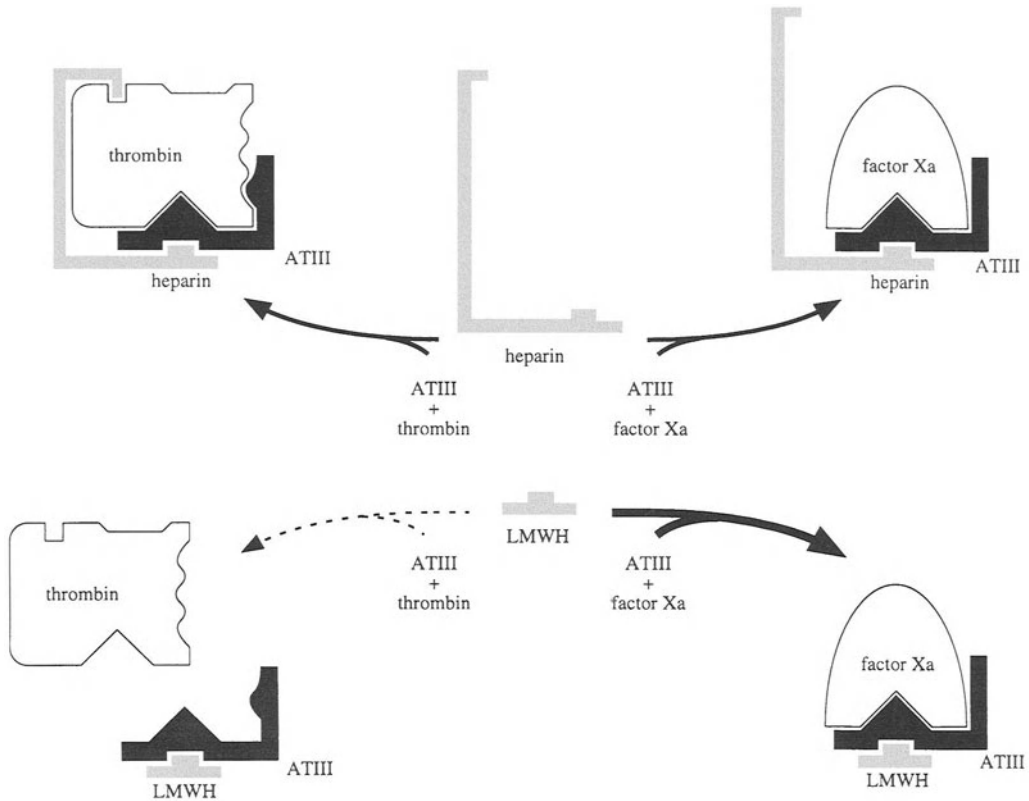 thrombin
ATIII
heparin
heparin
ATIII
+
thrombin
ATIII
+
factor Xa
factor Xa
ATIII
heparin
LMWH
ATIII
+
thrombin
ATIII
+
factor Xa
thrombin
ATIII
LMWH
factor Xa
ATIII
LMWH